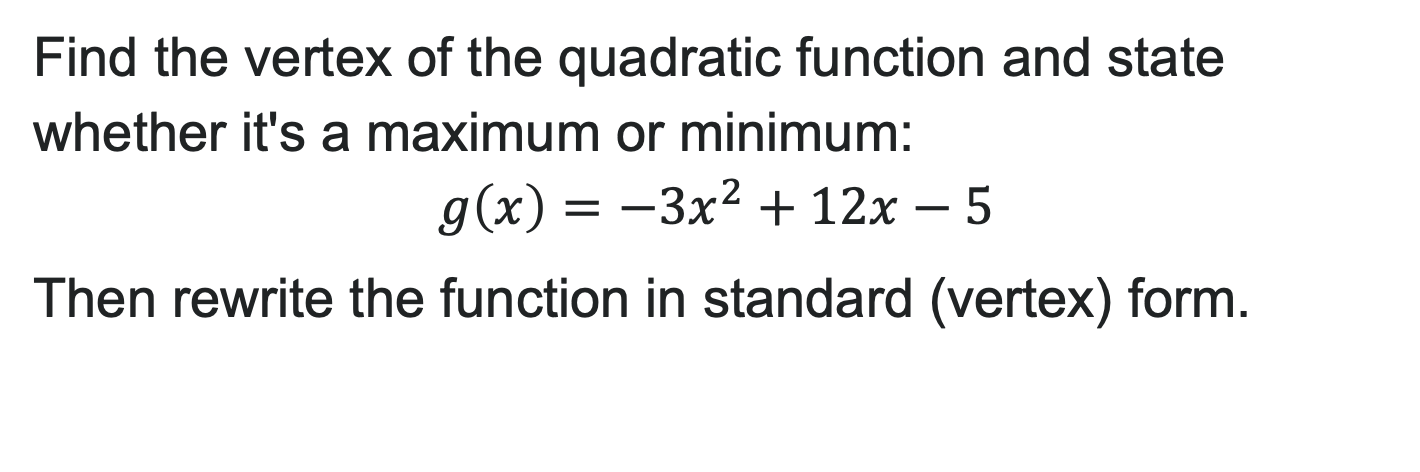 Find the vertex of the quadratic function and state
whether it's a maximum or minimum:
g(x) = −3x² + 12x − 5
Then rewrite the function in standard (vertex) form.